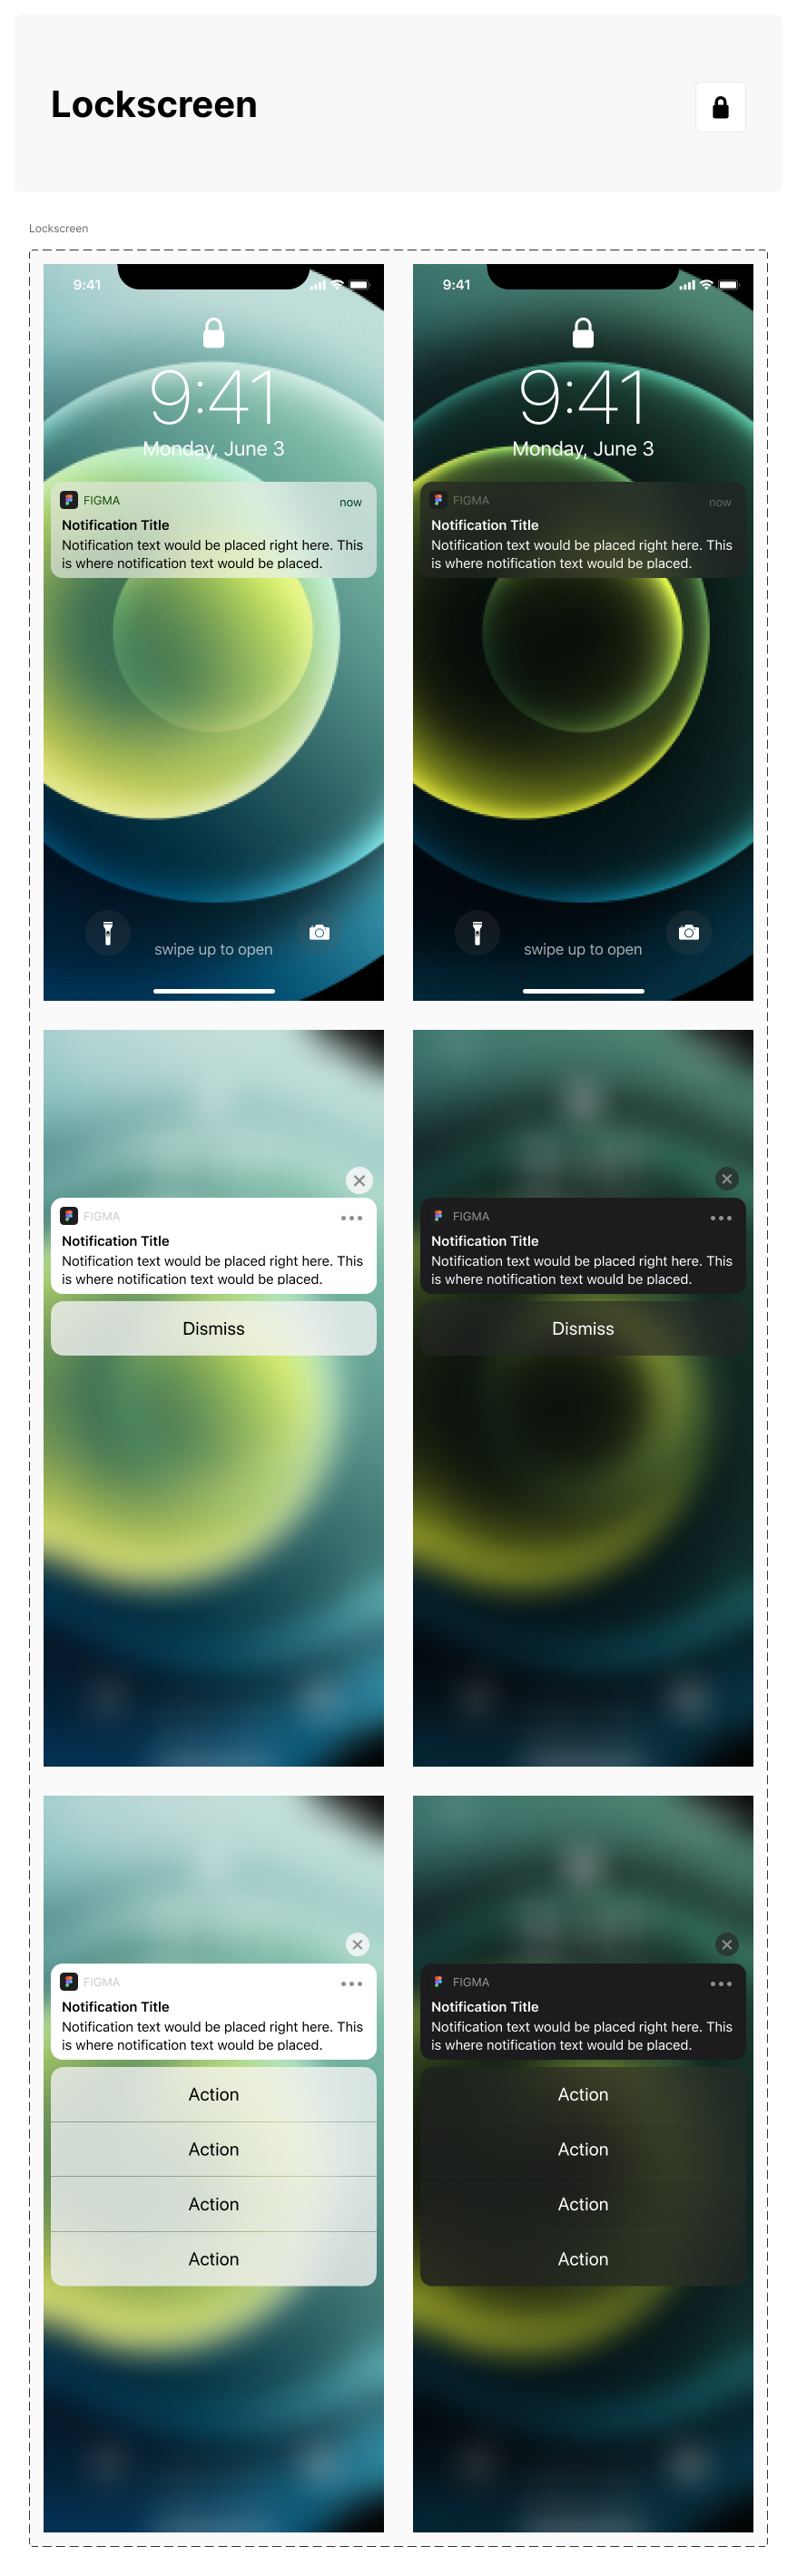 Lockscreen
Lockscreen
9:41
9:41
Monday, June 3
FIGMA
now
Notification Title
Notification text would be placed right here. This
is where notification text would be placed.
swipe up to open
9:41
9:41
Monday, June 3
FIGMA
now
Notification Title
Notification text would be placed right here. This
is where notification text would be placed.
swipe up to open
FIGMA
Notification Title
Notification text would be placed right here. This
is where notification text would be placed.
Dismiss
FIGMA
Notification Title
Notification text would be placed right here. This
is where notification text would be placed.
Dismiss
FIGMA
Notification Title
Notification text would be placed right here. This
is where notification text would be placed.
Action
Action
Action
Action
FIGMA
Notification Title
Notification text would be placed right here. This
is where notification text would be placed.
Action
Action
Action
Action